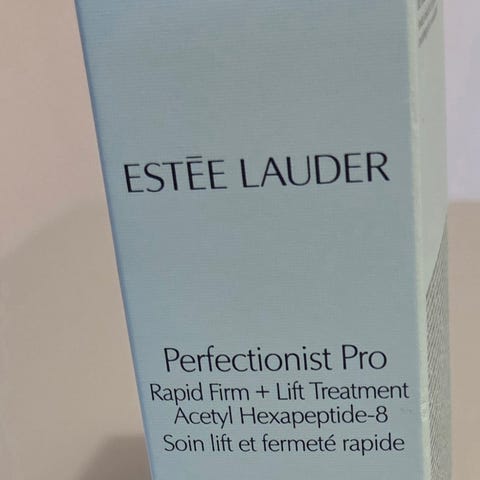 ESTĒE LAUDER
Perfectionist Pro
Rapid Firm + Lift Treatment
Acetyl Hexapeptide-8
Soin lift et fermeté rapide